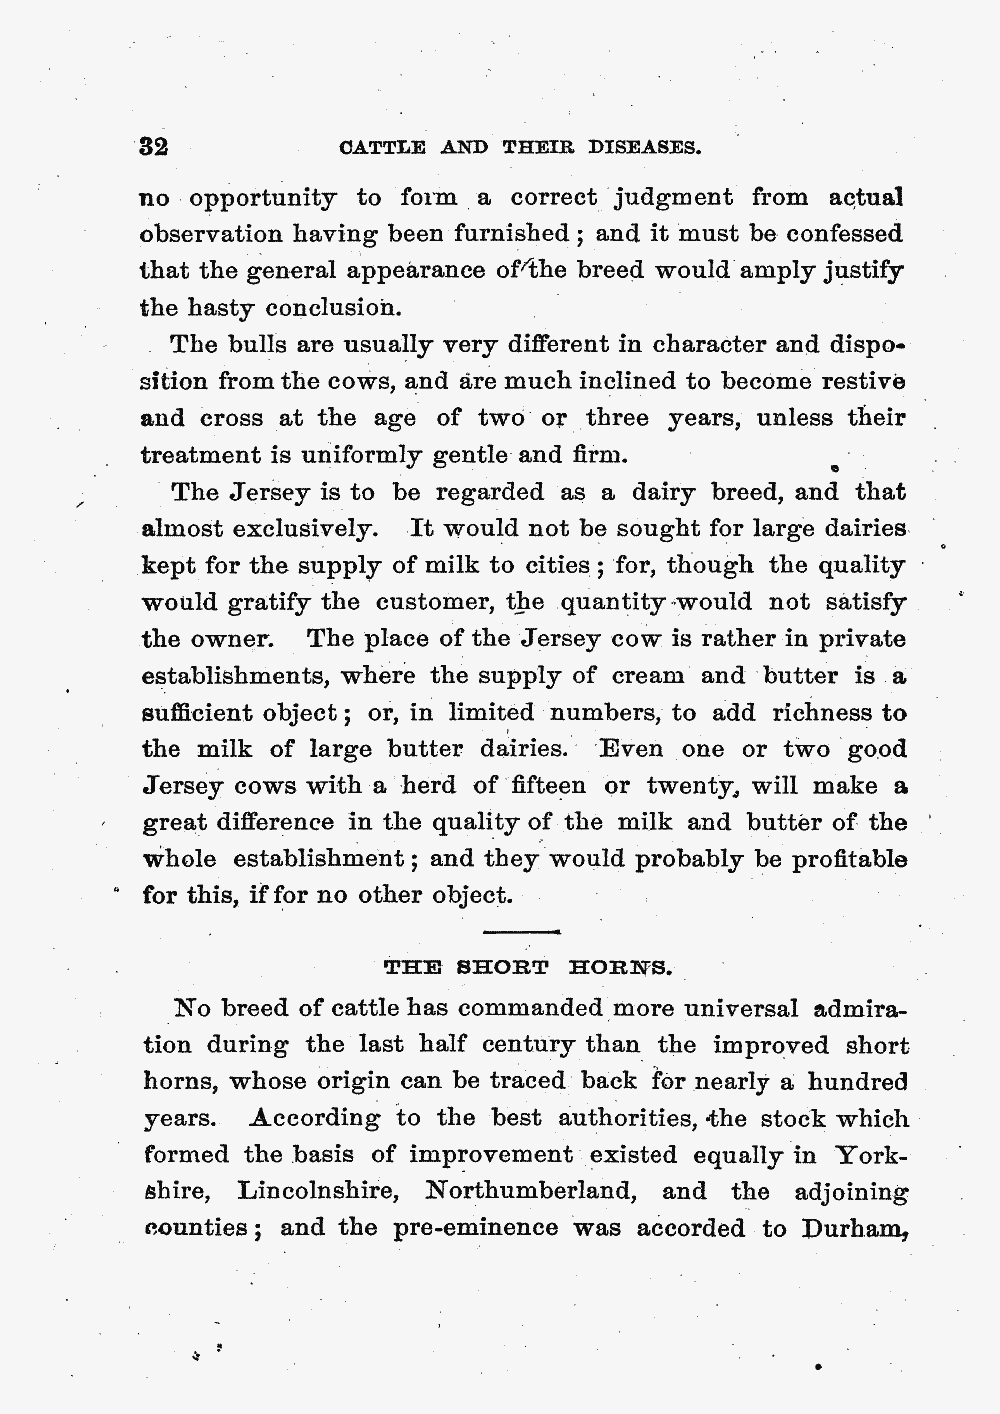 32 CATTLE AND THEIR DISEASES.
no opportunity to form a correct judgment from actual
observation having been furnished ; and it must be confessed
that the general appearance of the breed would amply justify
the hasty conclusion.
The bulls are usually very different in character and dispo-
sition from the cows, and are much inclined to become restive
and cross at the age of two or three years, unless their
treatment is uniformly gentle and firm.
The Jersey is to be regarded as a dairy breed, and that
almost exclusively. It would not be sought for large dairies
kept for the supply of milk to cities ; for, though the quality
would gratify the customer, the quantity would not satisfy
the owner. The place of the Jersey cow is rather in private
establishments, where the supply of cream and butter is a
sufficient object ; or, in limited numbers, to add richness to
the milk of large butter dairies. Even one or two good
Jersey cows with a herd of fifteen or twenty, will make a
great difference in the quality of the milk and butter of the
whole establishment ; and they would probably be profitable
for this, if for no other object.
THE SHORT HORNS.
No breed of cattle has commanded more universal admira-
tion during the last half century than the improved short
horns, whose origin can be traced back for nearly a hundred
years. According to the best authorities, the stock which
formed the basis of improvement existed equally in York-
shire, Lincolnshire, Northumberland, and the adjoining
counties ; and the pre-eminence was accorded to Durham,